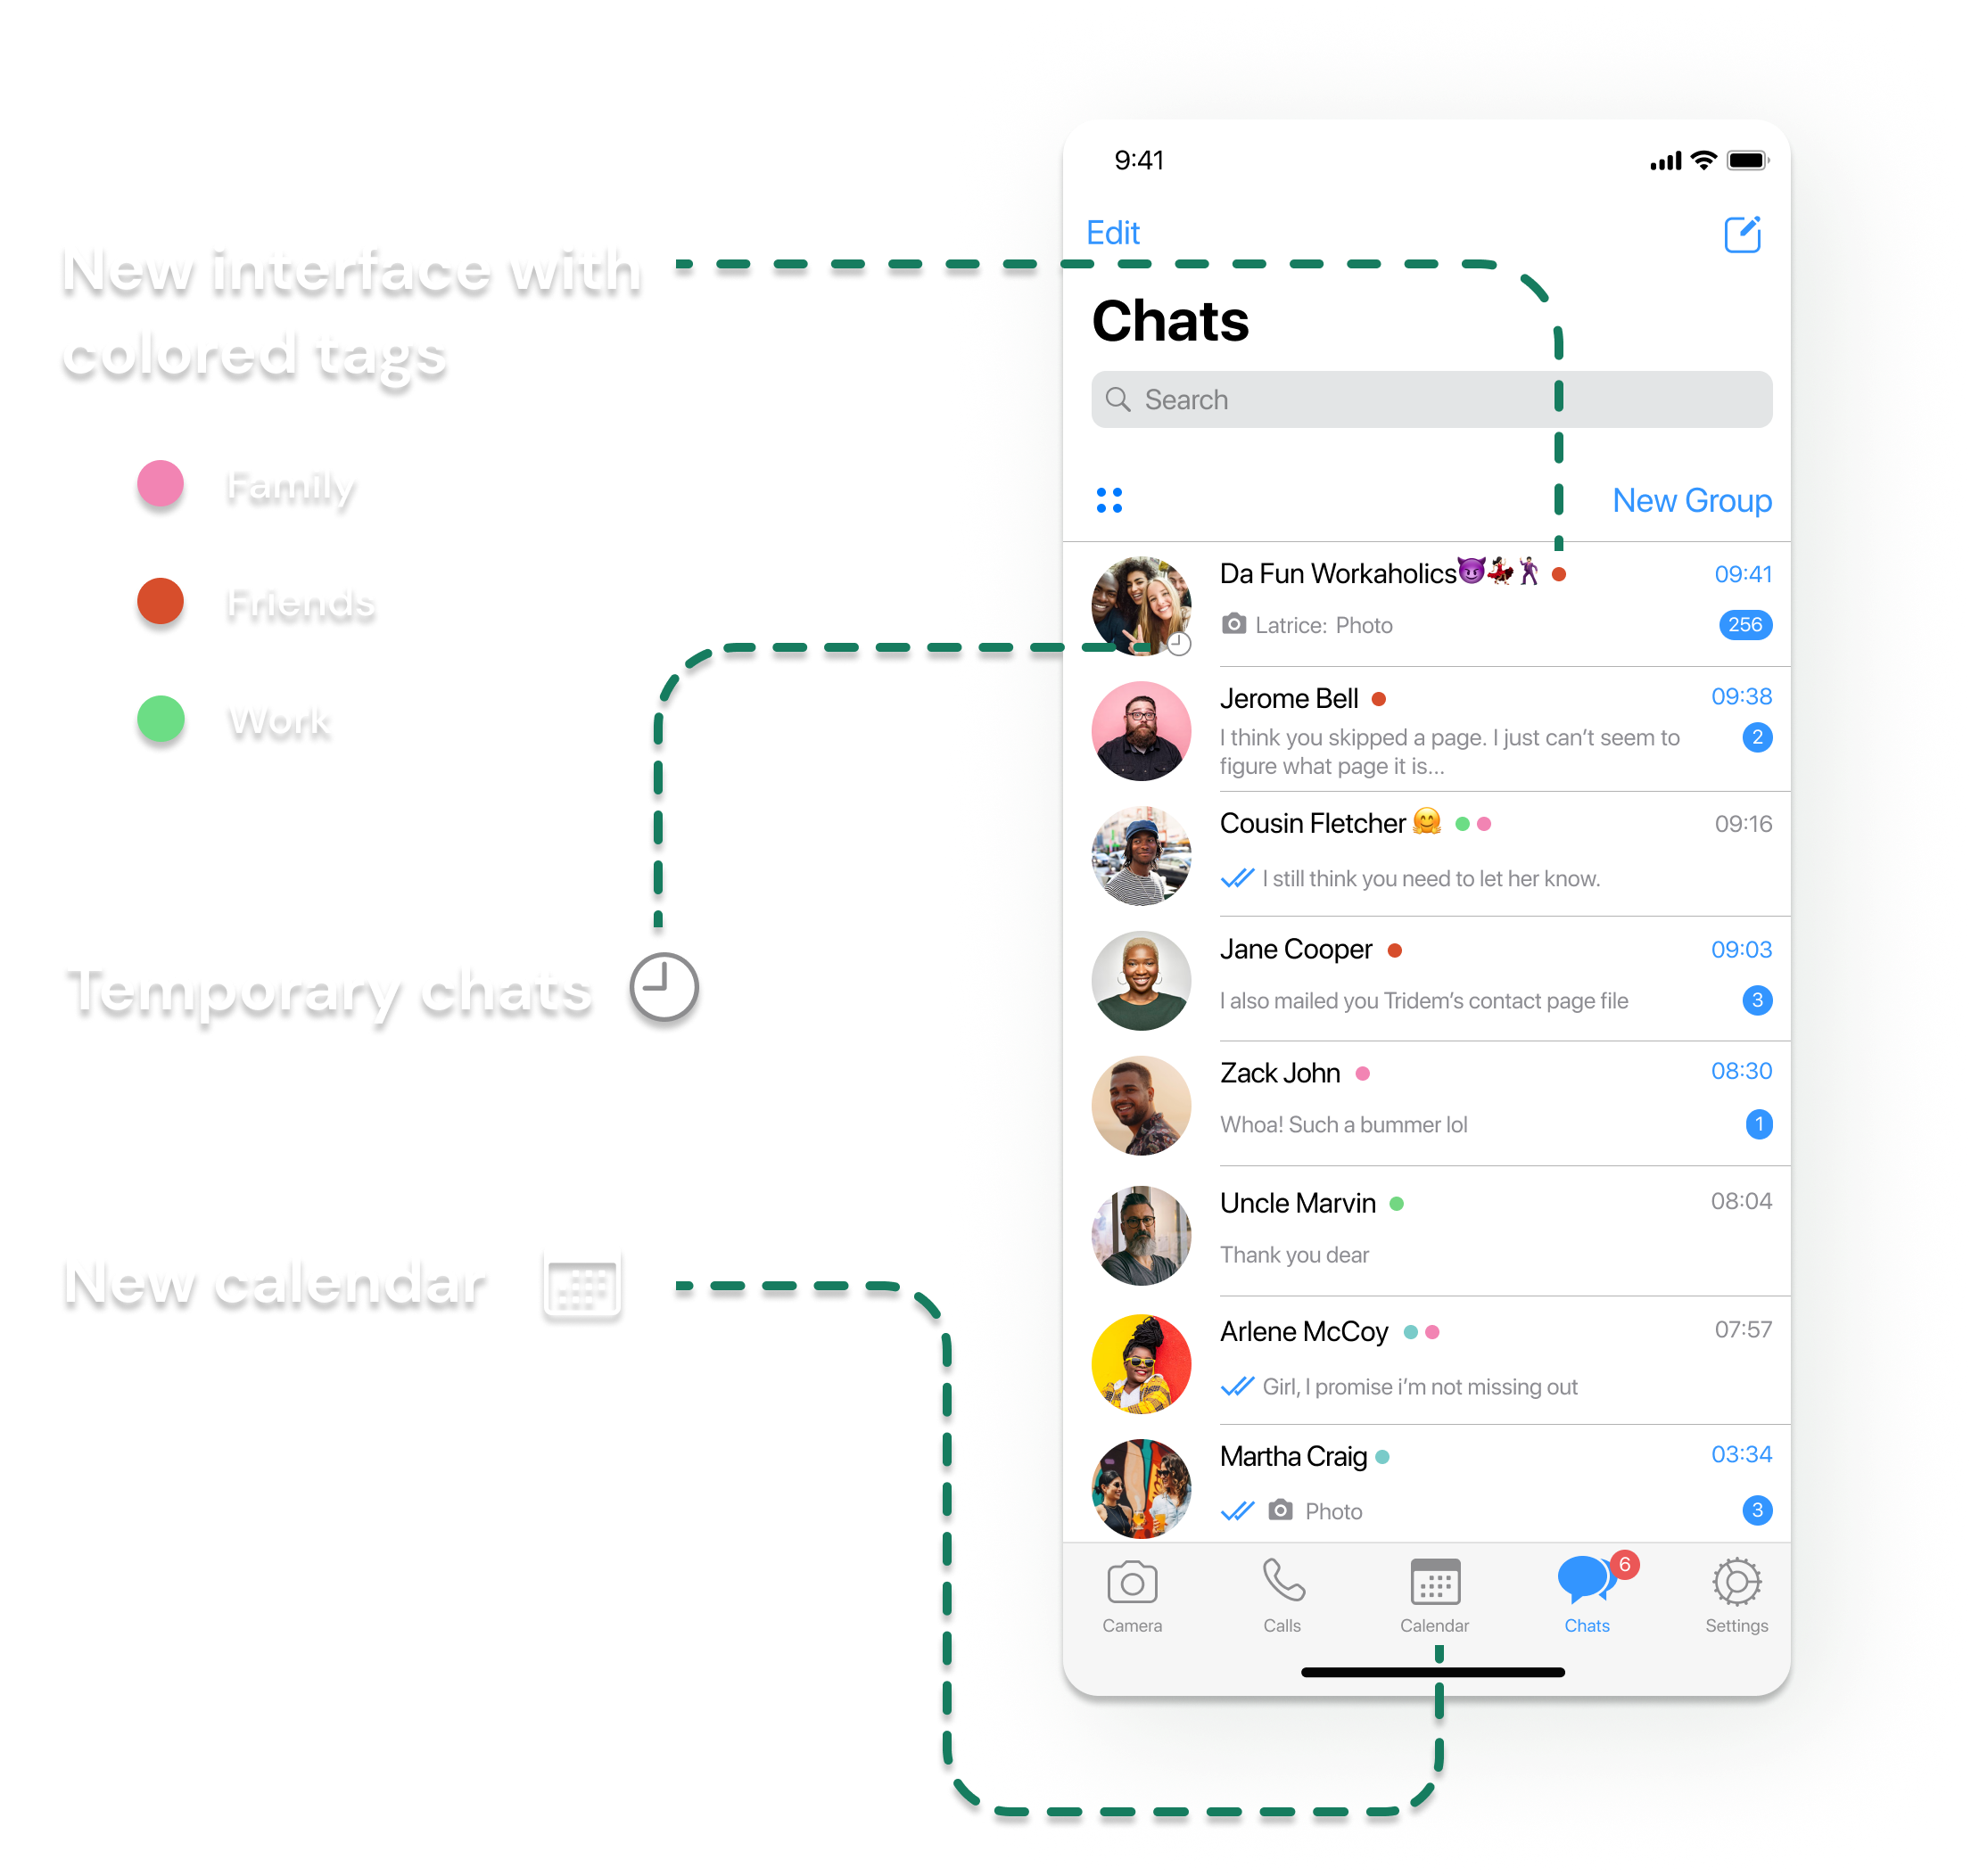 New interface with
colored tags
Family
Friends
Work
Temporary chats
New calendar
9:41
Edit
Chats
Search
New Group
Da Fun Workaholics😈💃🕺 09:41
Latrice: Photo 256
Jerome Bell 09:38
I think you skipped a page. I just can’t seem to 2
figure what page it is...
Cousin Fletcher 🤗 09:16
I still think you need to let her know.
Jane Cooper 09:03
I also mailed you Tridem’s contact page file 3
Zack John 08:30
Whoa! Such a bummer lol 1
Uncle Marvin 08:04
Thank you dear
Arlene McCoy 07:57
Girl, I promise i’m not missing out
Martha Craig 03:34
Photo 3
6
Camera Calls Calendar Chats Settings